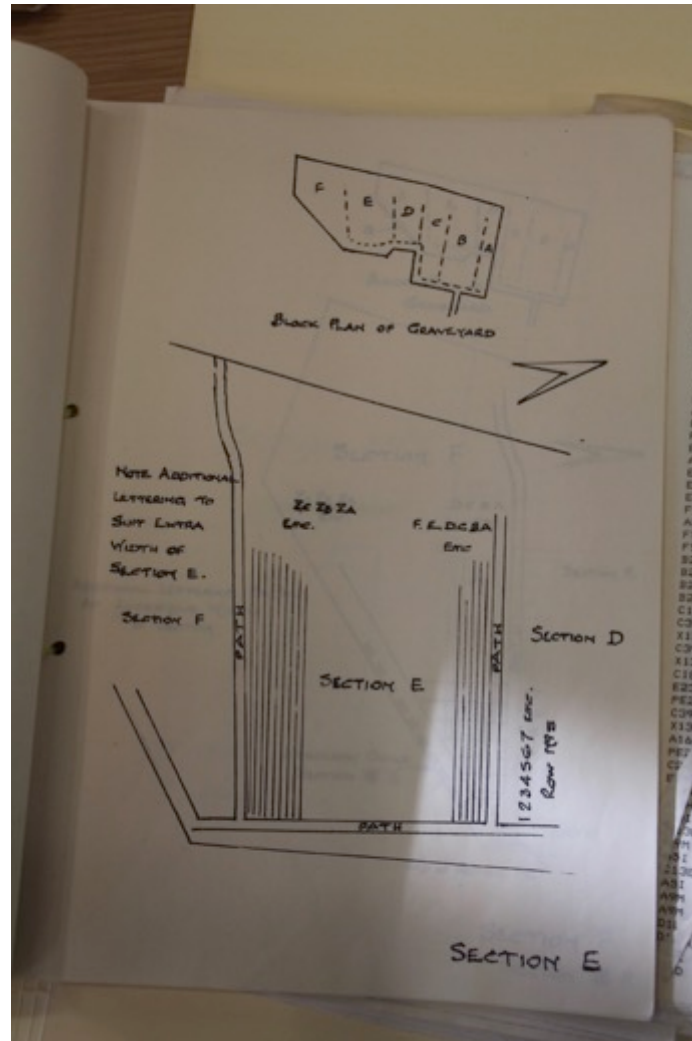 F
E
D
C
B
A
BLOCK PLAN OF GRAVEYARD
NOTE ADDITIONAL
LETTERING TO
SUIT EXTRA
WIDTH OF
SECTION E.
ZC ZB ZA
ETC.
F. E. D. C. B. A
ETC
SECTION F
PATH
SECTION E
PATH
SECTION D
1 2 3 4 5 6 7 ETC.
ROW NOS
PATH
SECTION E